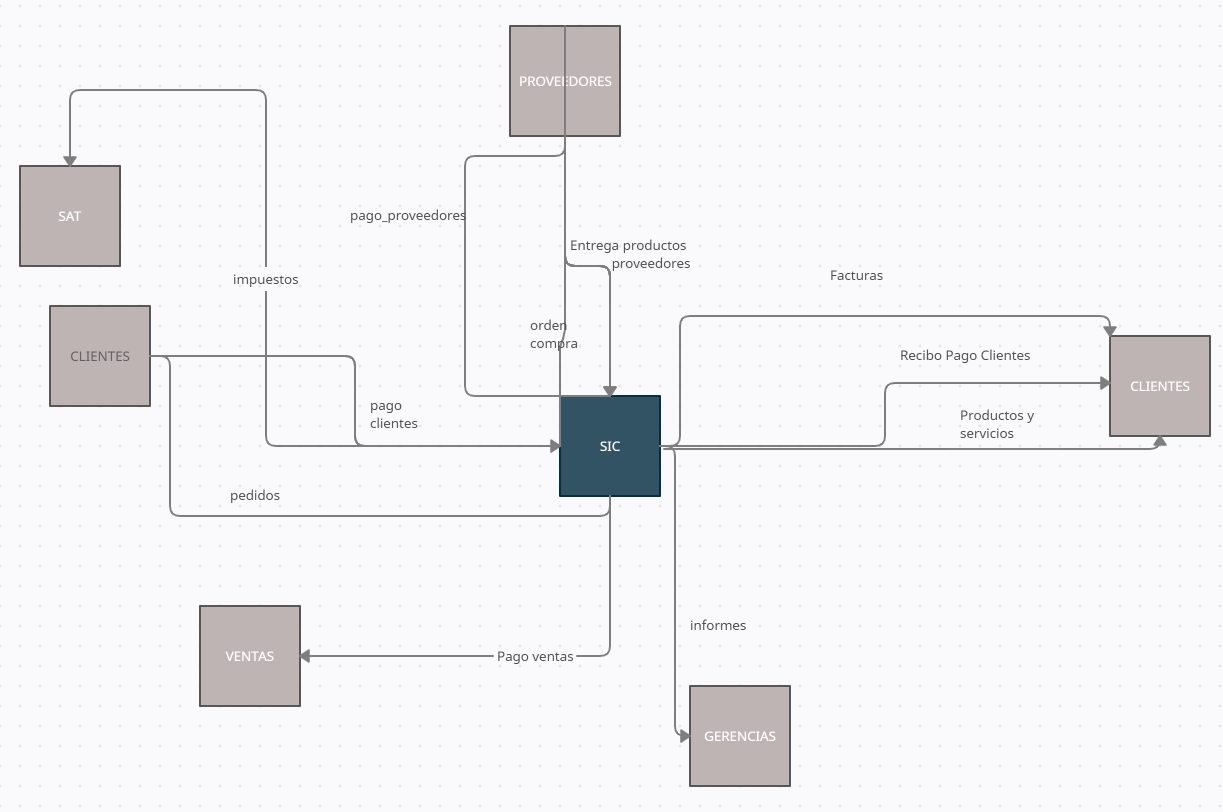 PROVEEDORES
SAT
pago_proveedores
Entrega productos
proveedores
impuestos
Facturas
orden
compra
CLIENTES
Recibo Pago Clientes
CLIENTES
pago
clientes
Productos y
servicios
SIC
pedidos
informes
VENTAS
Pago ventas
GERENCIAS